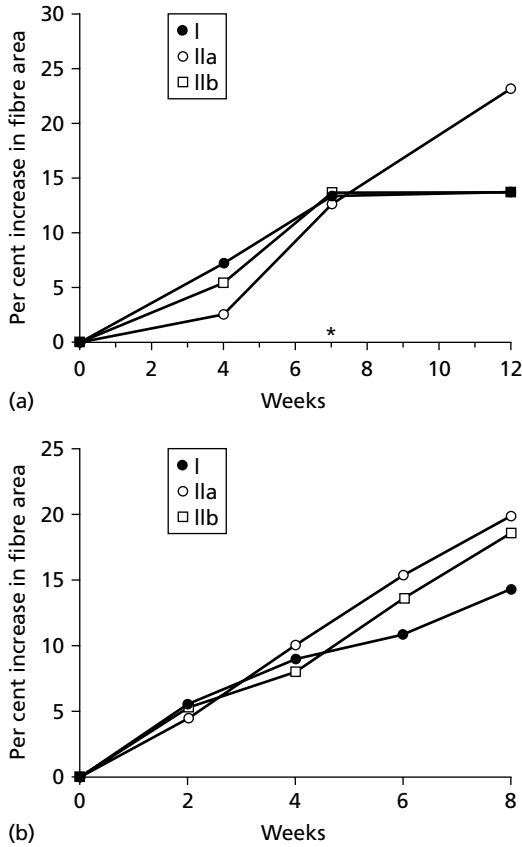 30
25
20
15
10
5
0
Per cent increase in fibre area
I
IIa
IIb
*
0 2 4 6 8 10 12
Weeks
(a)
25
20
15
10
5
0
Per cent increase in fibre area
I
IIa
IIb
0 2 4 6 8
Weeks
(b)